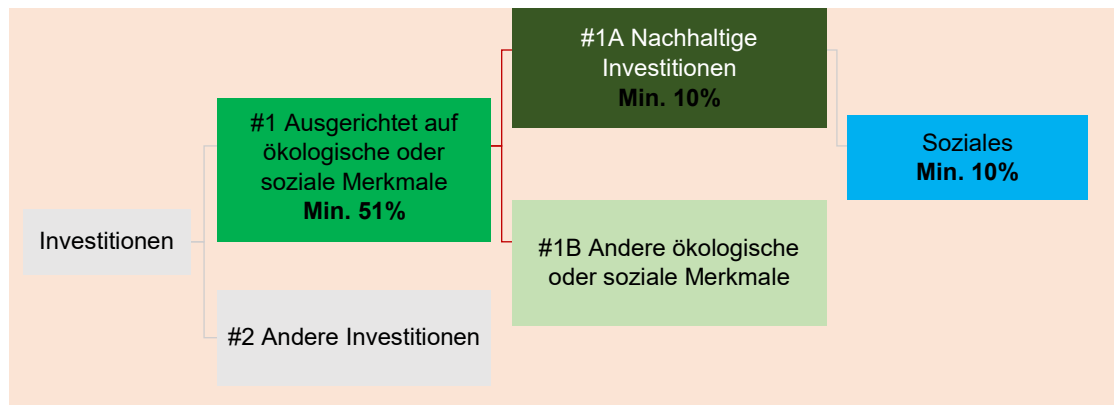 Investitionen
#1 Ausgerichtet auf
ökologische oder
soziale Merkmale
Min. 51%
#2 Andere Investitionen
#1A Nachhaltige
Investitionen
Min. 10%
#1B Andere ökologische
oder soziale Merkmale
Soziales
Min. 10%